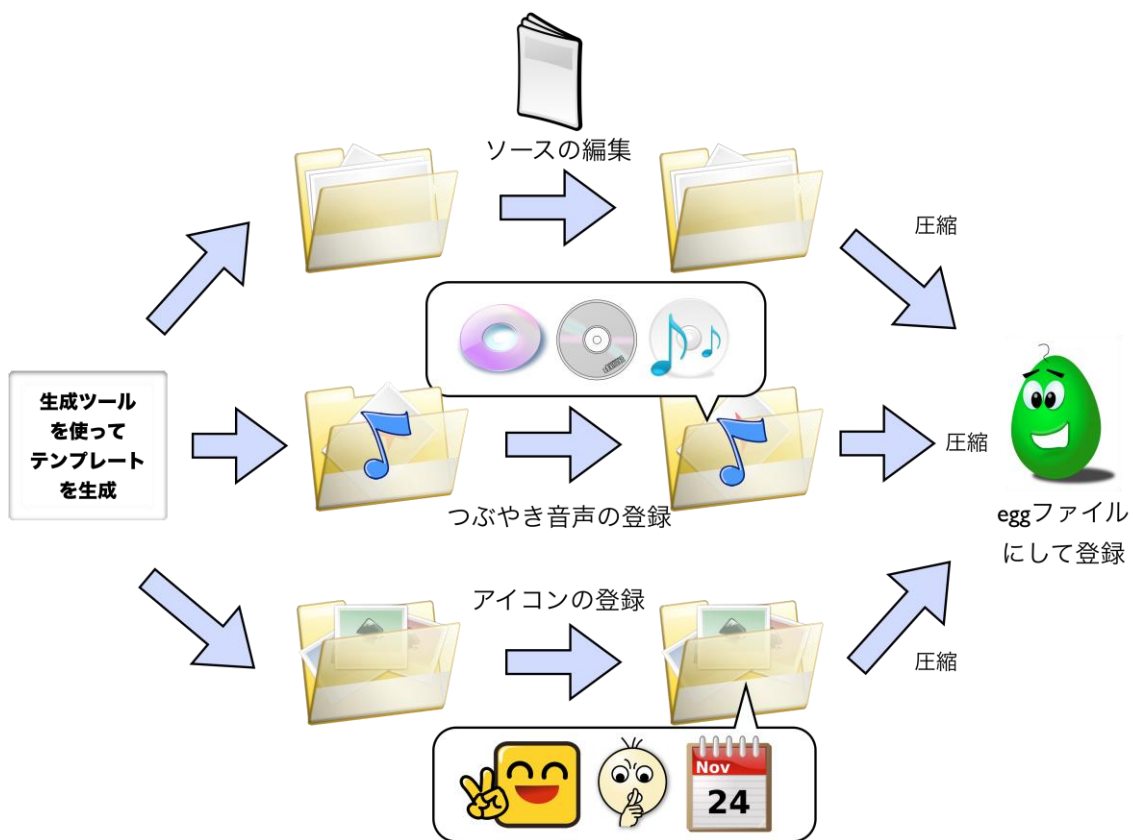 ソースの編集
圧縮
生成ツール
を使って
テンプレート
を生成
圧縮
つぶやき音声の登録
eggファイル
にして登録
アイコンの登録
圧縮
Nov
24